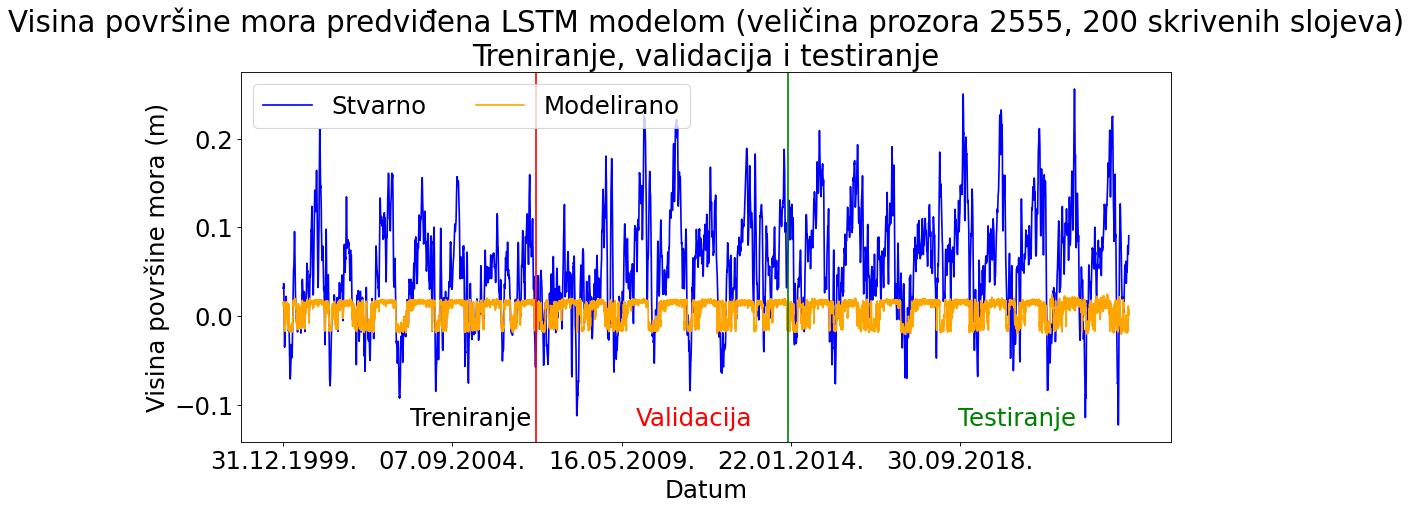 Visina površine mora predviđena LSTM modelom (veličina prozora 2555, 200 skrivenih slojeva)
Treniranje, validacija i testiranje
Stvarno
Modelirano
Visina površine mora (m)
0.2
0.1
0.0
−0.1
Treniranje
Validacija
Testiranje
31.12.1999.
07.09.2004.
16.05.2009.
22.01.2014.
30.09.2018.
Datum